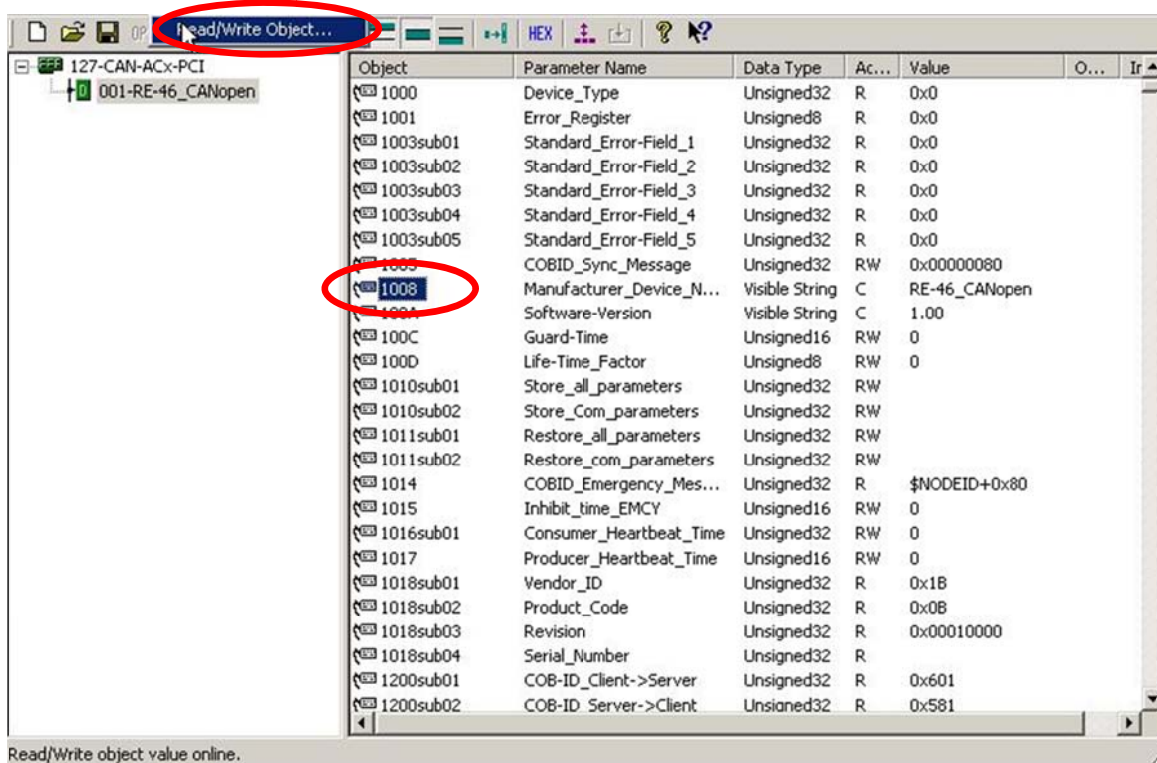 OP Read/Write Object... HEX
127-CAN-ACx-PCI
001-RE-46_CANopen
Object Parameter Name Data Type Ac... Value O...
1000 Device_Type Unsigned32 R 0x0
1001 Error_Register Unsigned8 R 0x0
1003sub01 Standard_Error-Field_1 Unsigned32 R 0x0
1003sub02 Standard_Error-Field_2 Unsigned32 R 0x0
1003sub03 Standard_Error-Field_3 Unsigned32 R 0x0
1003sub04 Standard_Error-Field_4 Unsigned32 R 0x0
1003sub05 Standard_Error-Field_5 Unsigned32 R 0x0
1005 COBID_Sync_Message Unsigned32 RW 0x00000080
1008 Manufacturer_Device_N... Visible String C RE-46_CANopen
100A Software-Version Visible String C 1.00
100C Guard-Time Unsigned16 RW 0
100D Life-Time_Factor Unsigned8 RW 0
1010sub01 Store_all_parameters Unsigned32 RW
1010sub02 Store_Com_parameters Unsigned32 RW
1011sub01 Restore_all_parameters Unsigned32 RW
1011sub02 Restore_com_parameters Unsigned32 RW
1014 COBID_Emergency_Mes... Unsigned32 R $NODEID+0x80
1015 Inhibit_time_EMCY Unsigned16 RW 0
1016sub01 Consumer_Heartbeat_Time Unsigned32 RW 0
1017 Producer_Heartbeat_Time Unsigned16 RW 0
1018sub01 Vendor_ID Unsigned32 R 0x1B
1018sub02 Product_Code Unsigned32 R 0x0B
1018sub03 Revision Unsigned32 R 0x00010000
1018sub04 Serial_Number Unsigned32 R
1200sub01 COB-ID_Client->Server Unsigned32 R 0x601
1200sub02 COB-ID_Server->Client Unsigned32 R 0x581
Read/Write object value online.